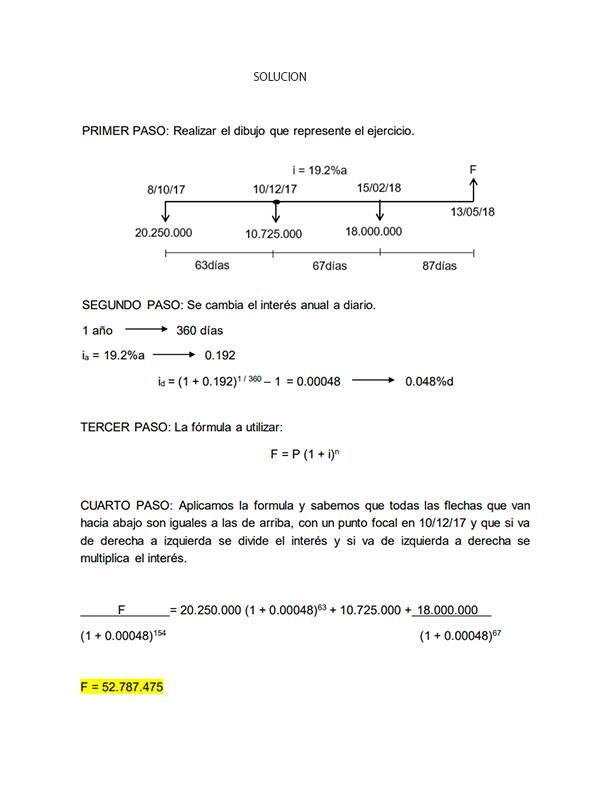 SOLUCION
PRIMER PASO: Realizar el dibujo que represente el ejercicio.
i = 19.2%a
F
8/10/17
10/12/17
15/02/18
13/05/18
20.250.000
10.725.000
18.000.000
63días
67días
87días
SEGUNDO PASO: Se cambia el interés anual a diario.
1 año → 360 días
iₐ = 19.2%a → 0.192
i_d = (1 + 0.192)^1 / 360 – 1 = 0.00048 → 0.048%d
TERCER PASO: La fórmula a utilizar:
F = P (1 + i)ⁿ
CUARTO PASO: Aplicamos la formula y sabemos que todas las flechas que van
hacia abajo son iguales a las de arriba, con un punto focal en 10/12/17 y que si va
de derecha a izquierda se divide el interés y si va de izquierda a derecha se
multiplica el interés.
F = 20.250.000 (1 + 0.00048)⁶³ + 10.725.000 + 18.000.000
(1 + 0.00048)¹⁵⁴ (1 + 0.00048)⁶⁷
F = 52.787.475